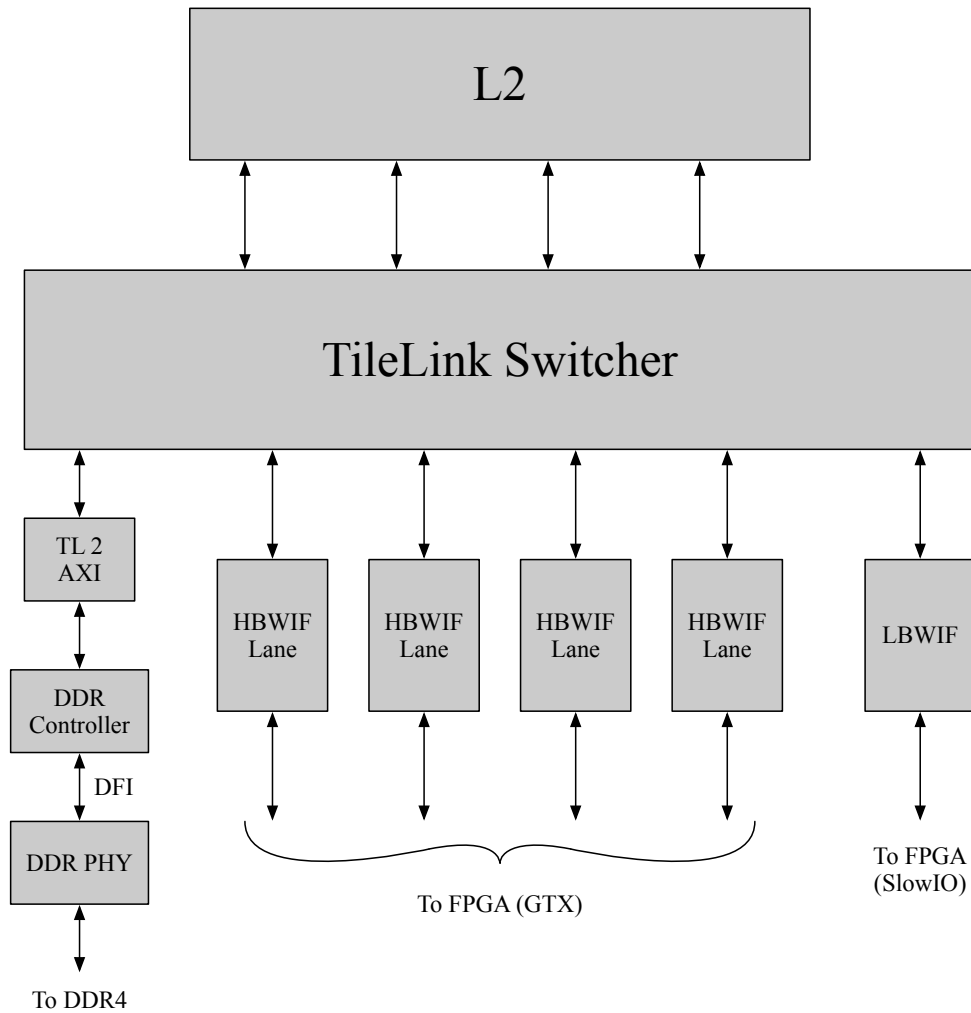 L2
TileLink Switcher
TL 2
AXI
DDR
Controller
DFI
DDR PHY
To DDR4
HBWIF
Lane
HBWIF
Lane
HBWIF
Lane
HBWIF
Lane
To FPGA (GTX)
LBWIF
To FPGA
(SlowIO)